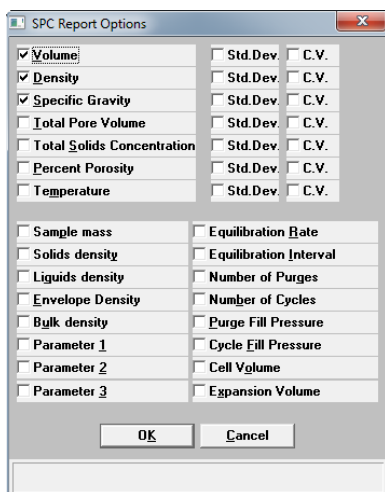 SPC Report Options
Volume Std.Dev. C.V.
Density Std.Dev. C.V.
Specific Gravity Std.Dev. C.V.
Total Pore Volume Std.Dev. C.V.
Total Solids Concentration Std.Dev. C.V.
Percent Porosity Std.Dev. C.V.
Temperature Std.Dev. C.V.
Sample mass Equilibration Rate
Solids density Equilibration Interval
Liguids density Number of Purges
Envelope Density Number of Cycles
Bulk density Purge Fill Pressure
Parameter 1 Cycle Fill Pressure
Parameter 2 Cell Volume
Parameter 3 Expansion Volume
OK Cancel